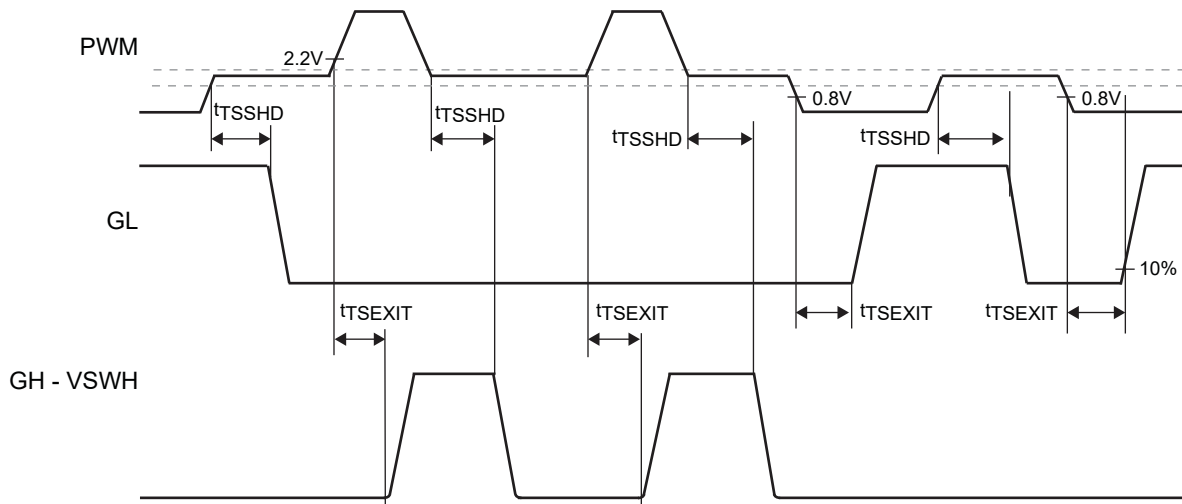 PWM
2.2V
0.8V
0.8V
tTSSHD
tTSSHD
tTSSHD
tTSSHD
GL
10%
tTSEXIT
tTSEXIT
tTSEXIT
tTSEXIT
GH - VSWH